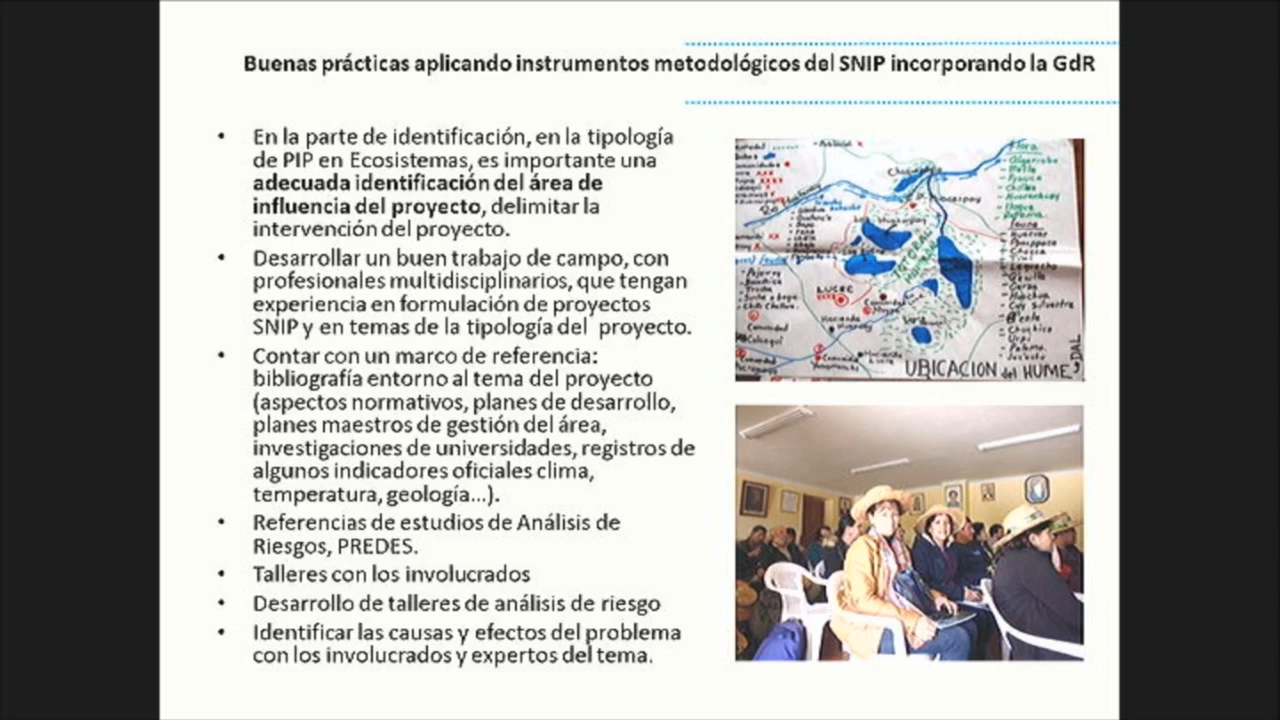 Buenas prácticas aplicando instrumentos metodológicos del SNIP incorporando la GdR
• En la parte de identificación, en la tipología
de PIP en Ecosistemas, es importante una
adecuada identificación del área de
influencia del proyecto, delimitar la
intervención del proyecto.
• Desarrollar un buen trabajo de campo, con
profesionales multidisciplinarios, que tengan
experiencia en formulación de proyectos
SNIP y en temas de la tipología del proyecto.
• Contar con un marco de referencia:
bibliografía entorno al tema del proyecto
(aspectos normativos, planes de desarrollo,
planes maestros de gestión del área,
investigaciones de universidades, registros de
algunos indicadores oficiales clima,
temperatura, geología...).
• Referencias de estudios de Análisis de
Riesgos, PREDES.
• Talleres con los involucrados
• Desarrollo de talleres de análisis de riesgo
• Identificar las causas y efectos del problema
con los involucrados y expertos del tema.
Flora
LUCRE
UBICACION del HUME
DAL